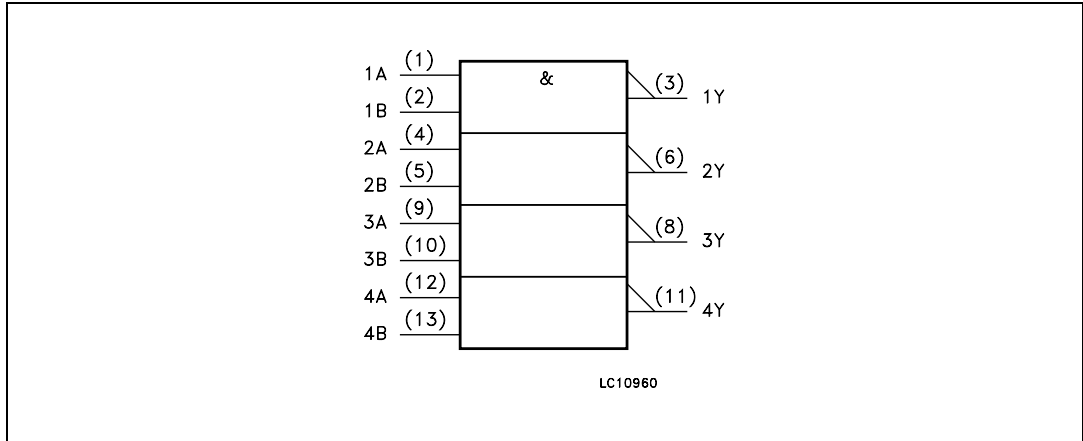 1A (1) & (3) 1Y
1B (2)
2A (4) (6) 2Y
2B (5)
3A (9) (8) 3Y
3B (10)
4A (12) (11) 4Y
4B (13)
LC10960